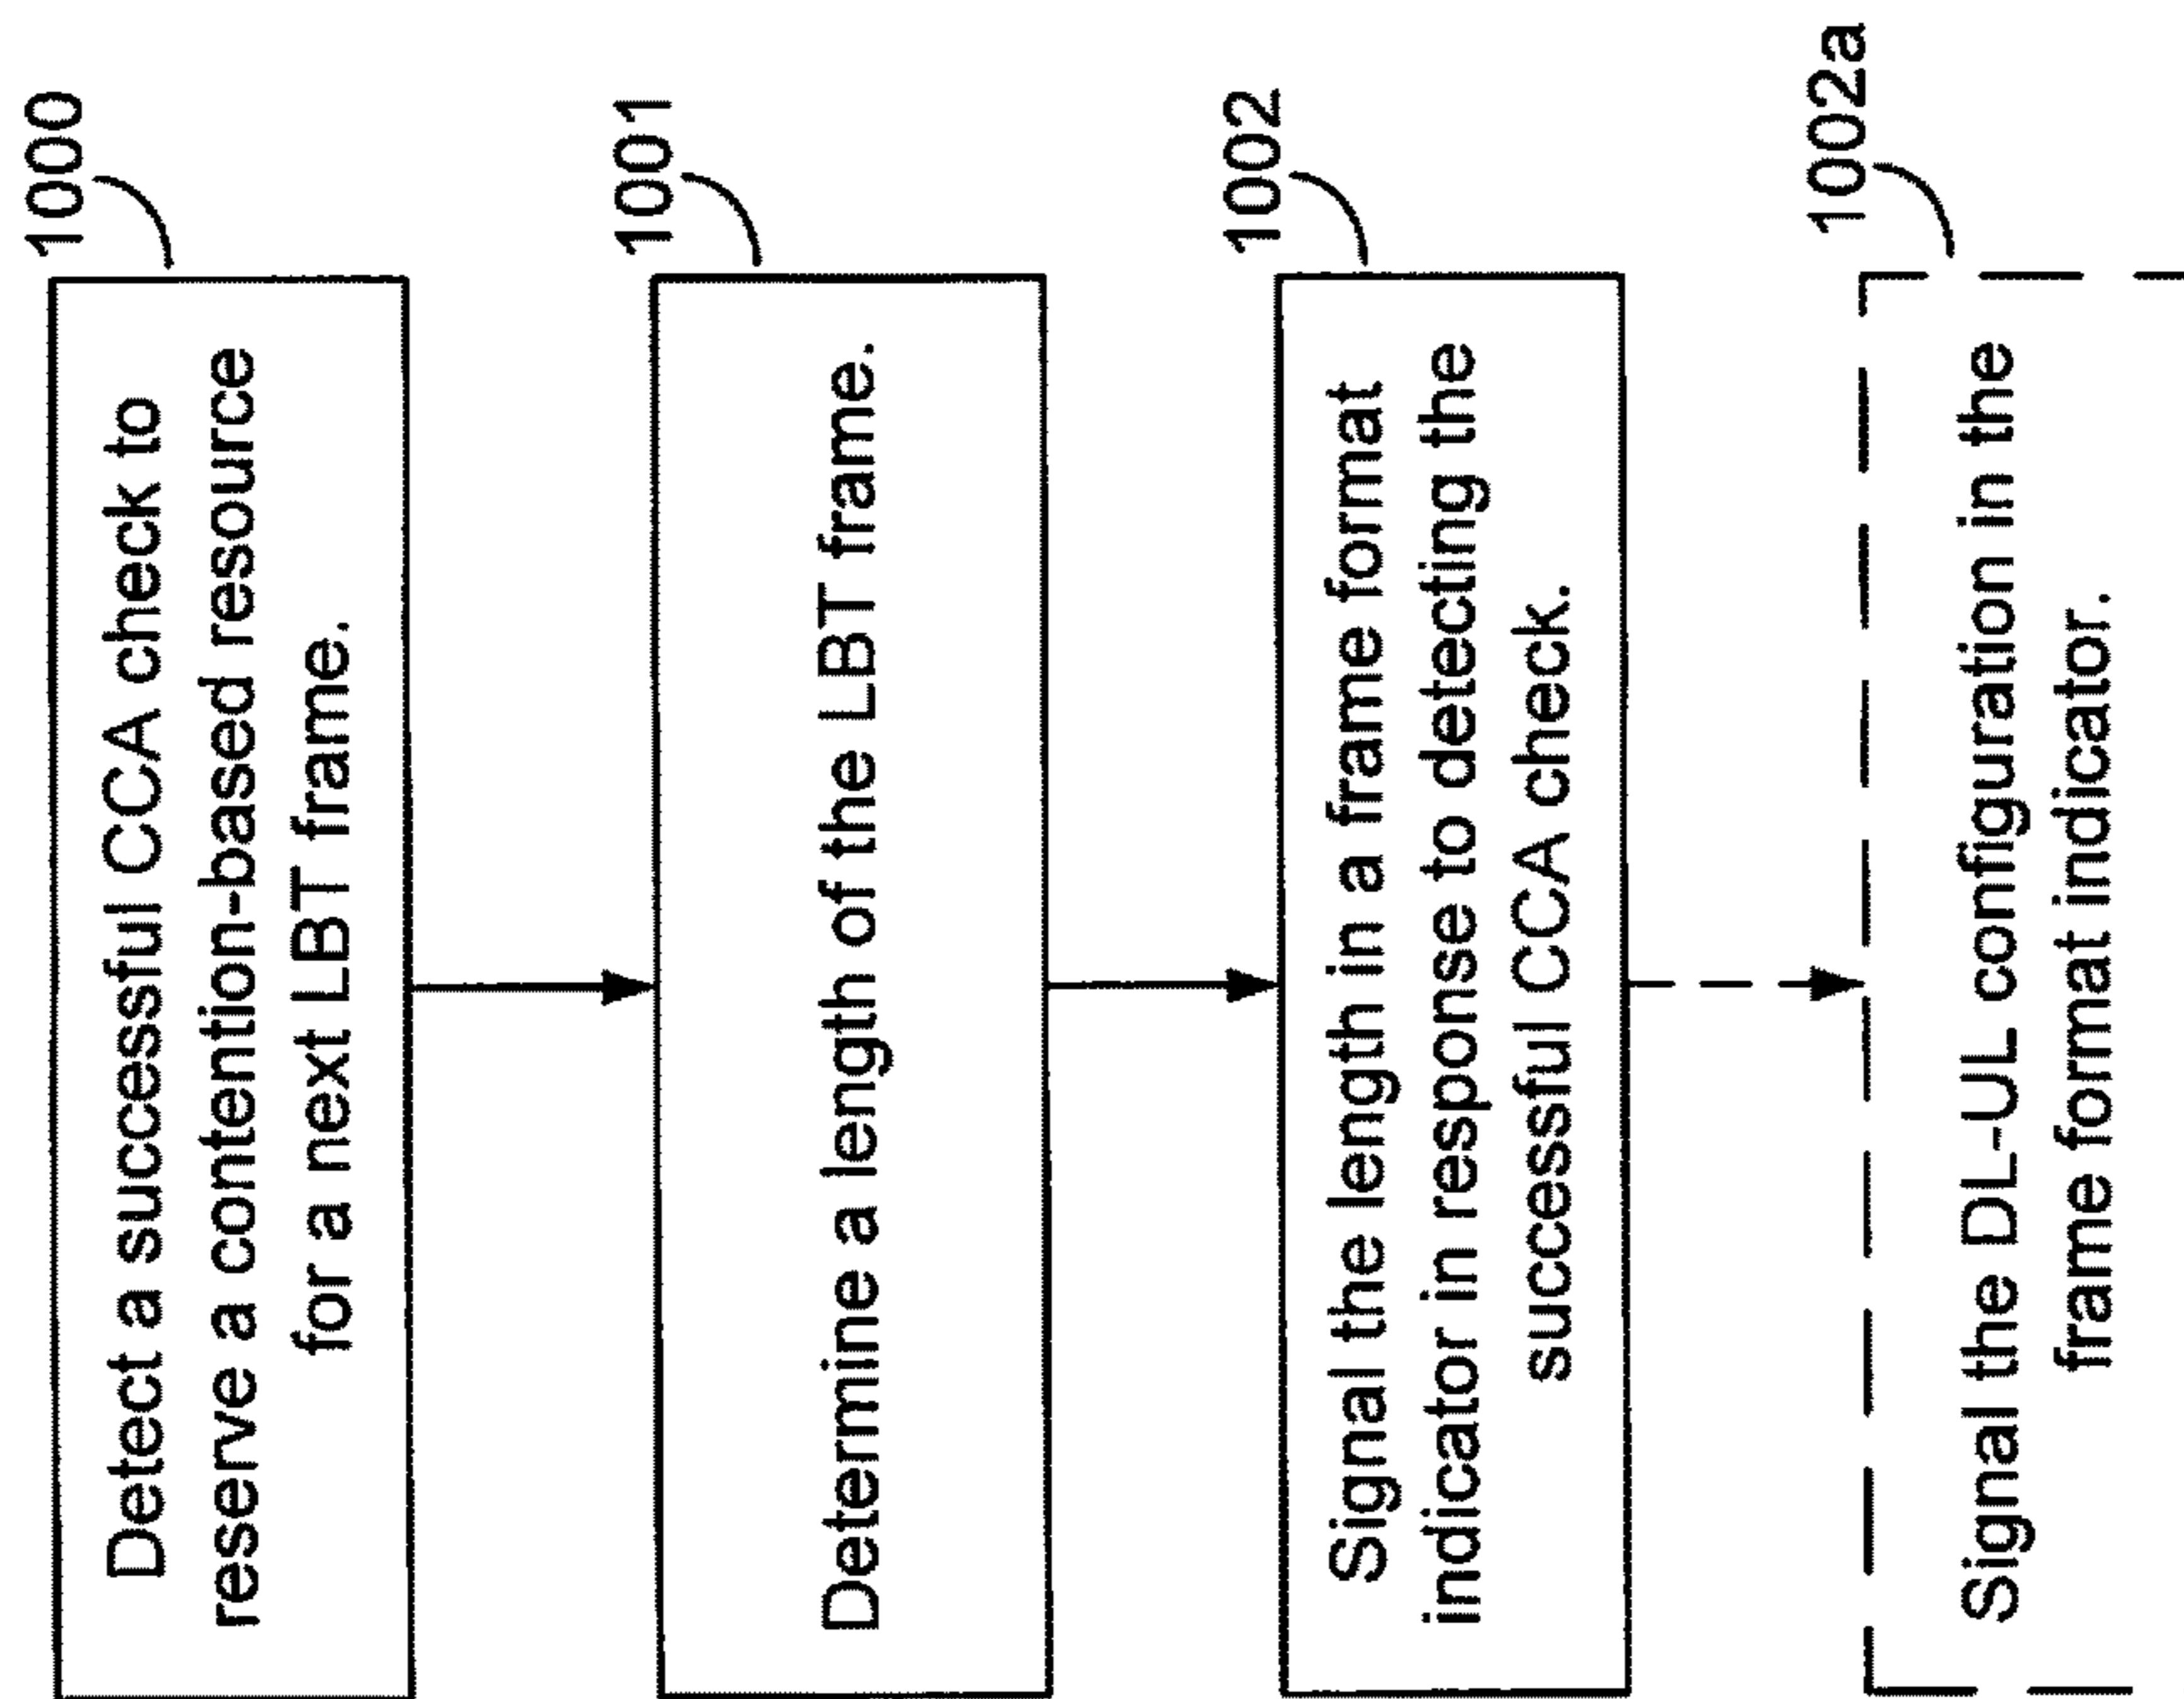 1000
Detect a successful CCA check to
reserve a contention-based resource
for a next LBT frame.
1001
Determine a length of the LBT frame.
1002
Signal the length in a frame format
indicator in response to detecting the
successful CCA check.
1002a
Signal the DL-UL configuration in the
frame format indicator.